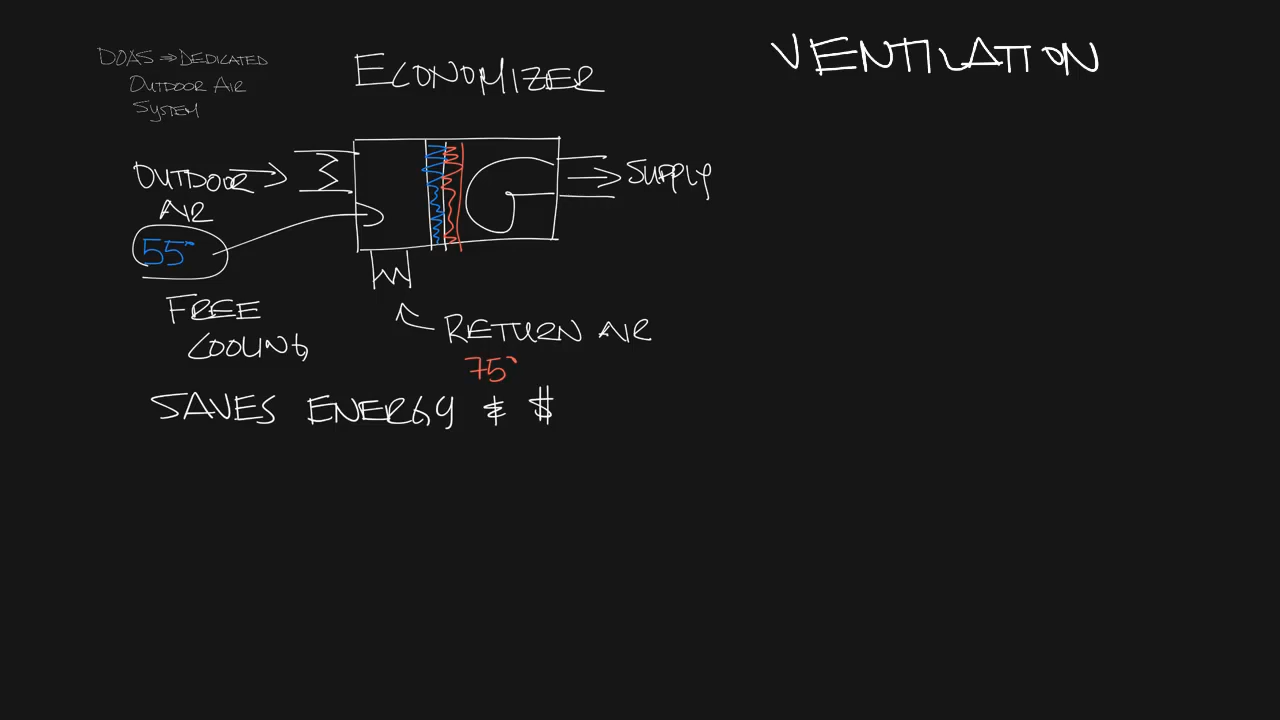 DOAS ⇒ DEDICATED
OUTDOOR AIR
SYSTEM
ECONOMIZER
VENTILATION
OUTDOOR
AIR
55°
SUPPLY
FREE
COOLING
RETURN AIR
75°
SAVES ENERGY & $